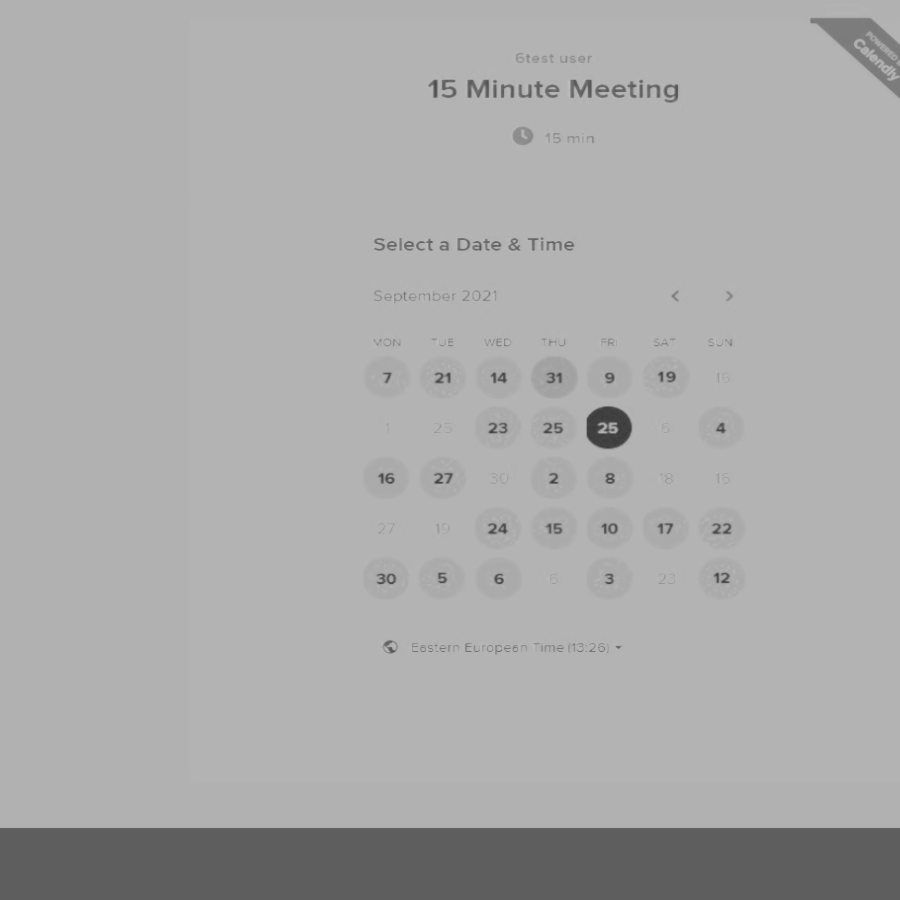 POWERED
Calendly
6test user
15 Minute Meeting
15 min
Select a Date & Time
September 2021
MON TUE WED THU FRI SAT SUN
7 21 14 31 9 19 15
1 25 23 25 25 6 4
16 27 30 2 8 18 15
27 19 24 15 10 17 22
30 5 6 6 3 23 12
Eastern European Time (13:26)